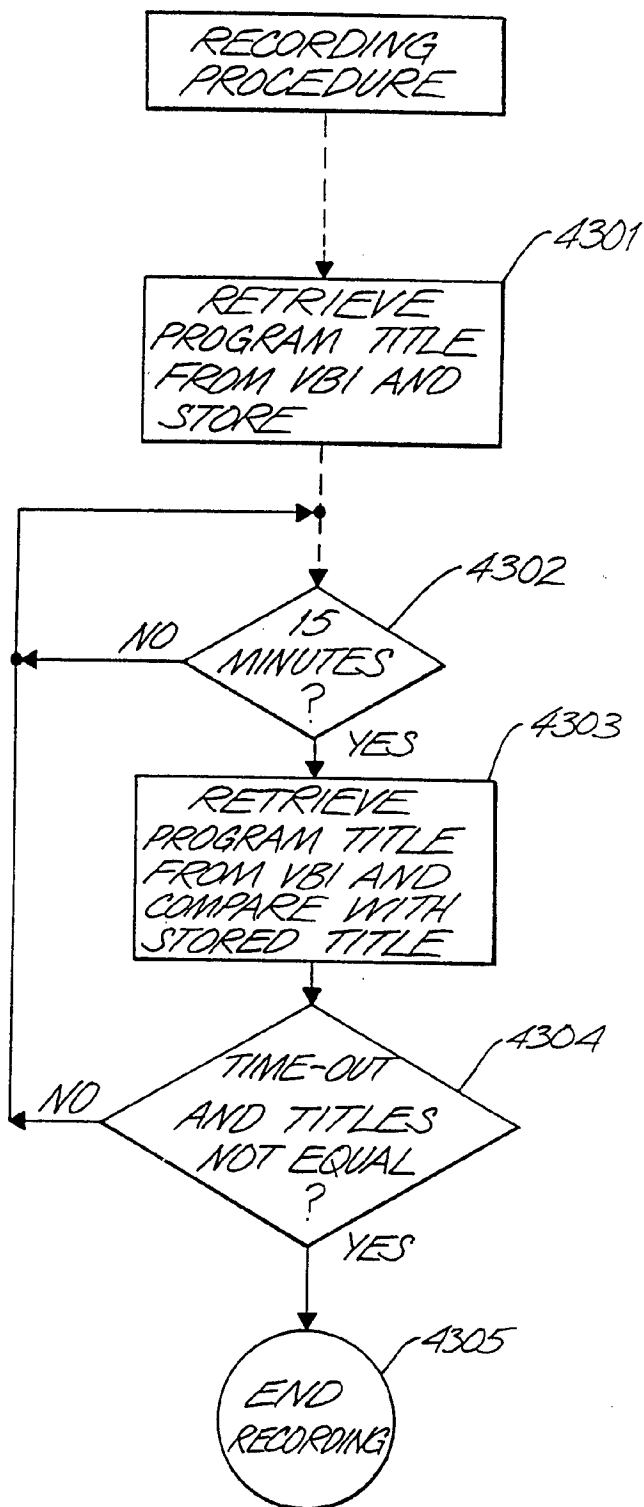 RECORDING
PROCEDURE
4301
RETRIEVE
PROGRAM TITLE
FROM VBI AND
STORE
4302
15
MINUTES
?
NO
YES
4303
RETRIEVE
PROGRAM TITLE
FROM VBI AND
COMPARE WITH
STORED TITLE
4304
TIME-OUT
AND TITLES
NOT EQUAL
?
NO
YES
4305
END
RECORDING